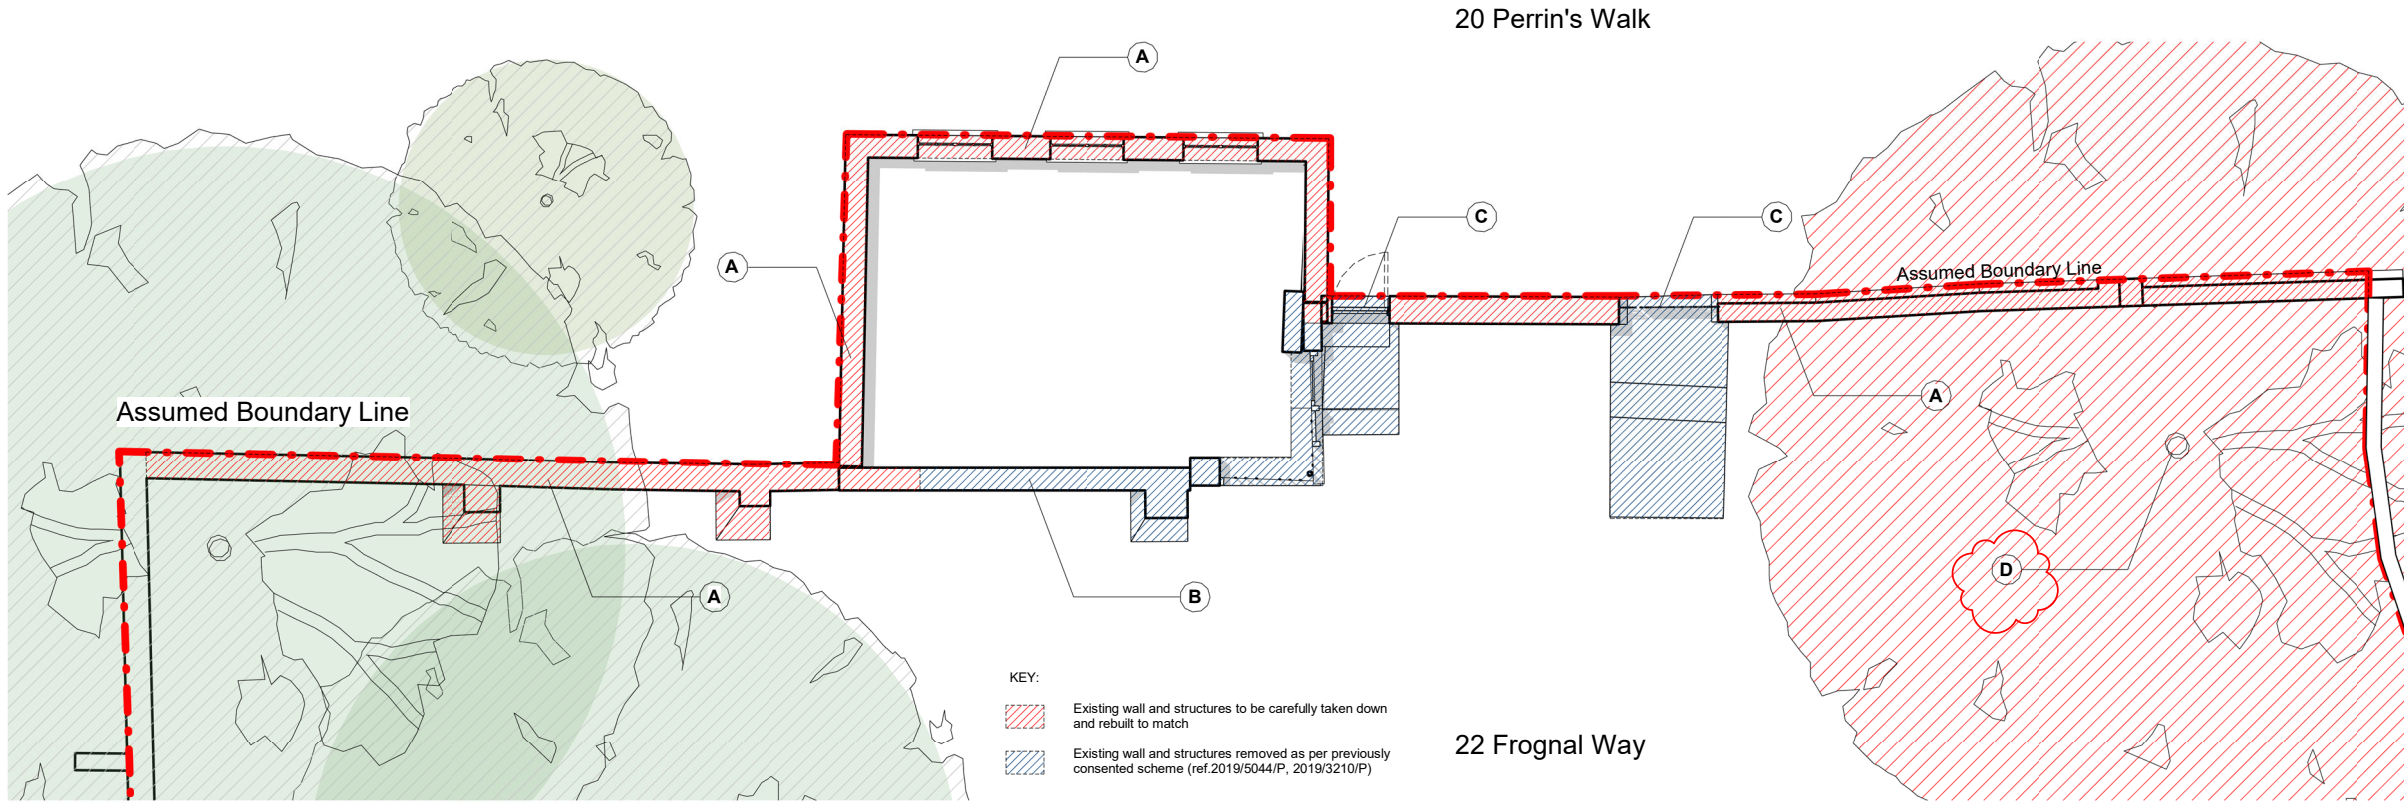 20 Perrin's Walk
A
C
C
A
Assumed Boundary Line
A
Assumed Boundary Line
D
A
B
KEY:
Existing wall and structures to be carefully taken down
and rebuilt to match
Existing wall and structures removed as per previously
consented scheme (ref.2019/5044/P, 2019/3210/P)
22 Frognal Way